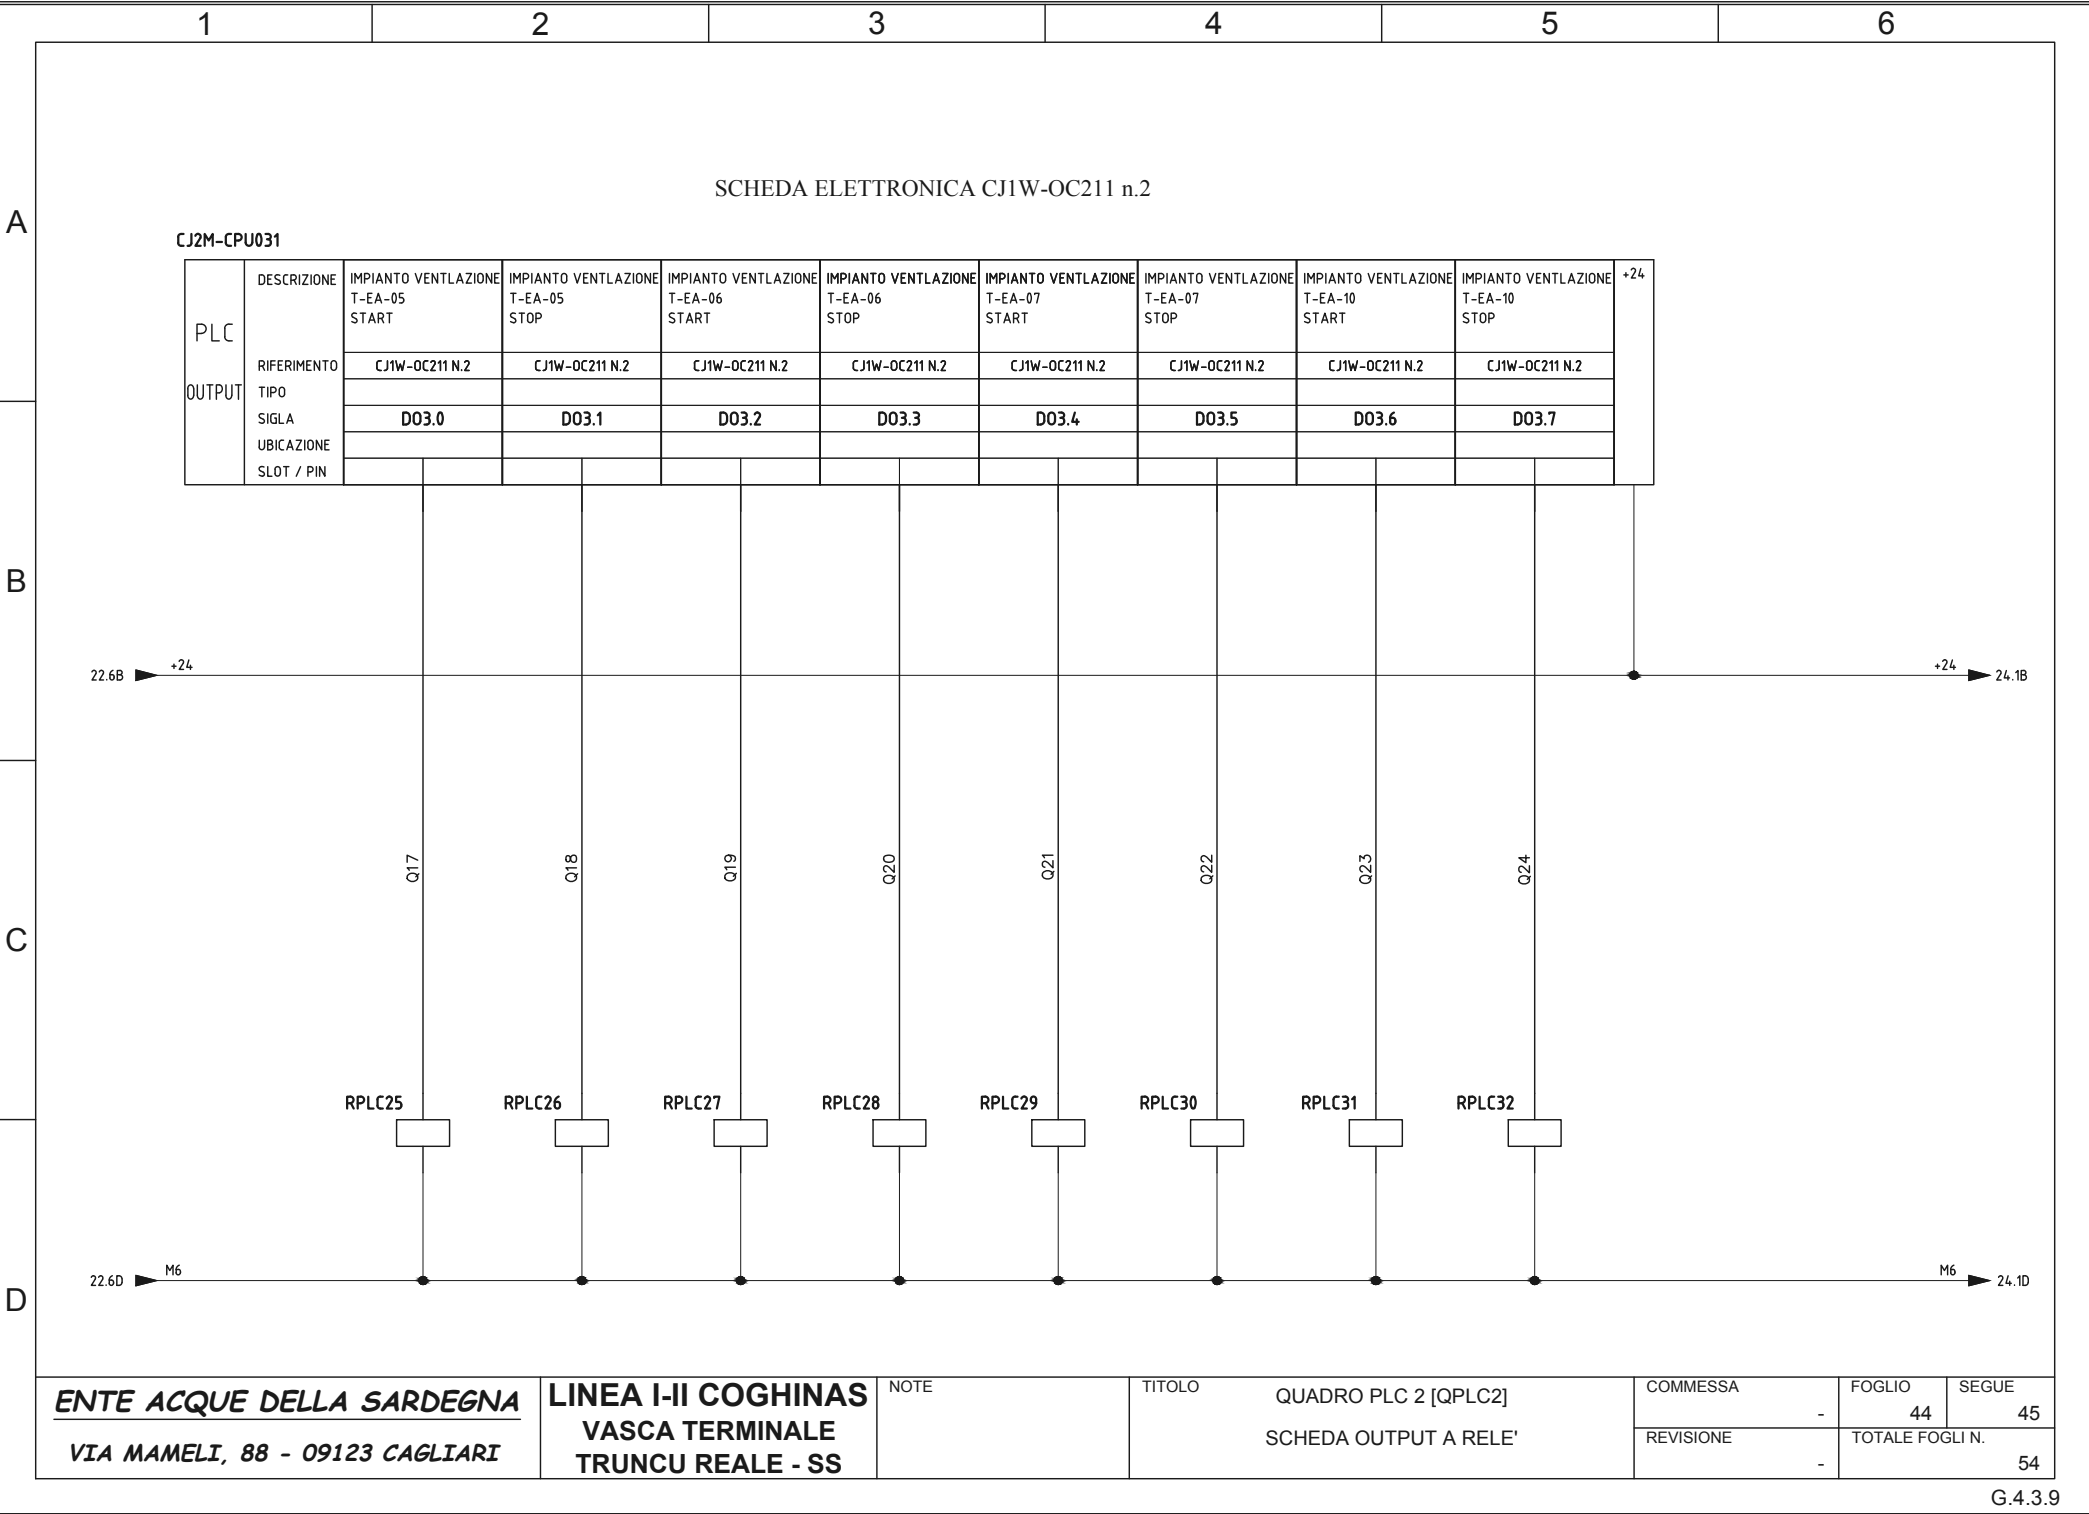 1 2 3 4 5 6
SCHEDA ELETTRONICA CJ1W-OC211 n.2
A
CJ2M-CPU031
PLC
OUTPUT
DESCRIZIONE
IMPIANTO VENTLAZIONE IMPIANTO VENTLAZIONE IMPIANTO VENTLAZIONE IMPIANTO VENTLAZIONE IMPIANTO VENTLAZIONE IMPIANTO VENTLAZIONE IMPIANTO VENTLAZIONE IMPIANTO VENTLAZIONE +24
T-EA-05 T-EA-05 T-EA-06 T-EA-06 T-EA-07 T-EA-07 T-EA-10 T-EA-10
START STOP START STOP START STOP START STOP
RIFERIMENTO CJ1W-OC211 N.2 CJ1W-OC211 N.2 CJ1W-OC211 N.2 CJ1W-OC211 N.2 CJ1W-OC211 N.2 CJ1W-OC211 N.2 CJ1W-OC211 N.2 CJ1W-OC211 N.2
TIPO
SIGLA DO3.0 DO3.1 DO3.2 DO3.3 DO3.4 DO3.5 DO3.6 DO3.7
UBICAZIONE
SLOT / PIN
B
22.6B +24 +24 24.1B
Q17 Q18 Q19 Q20 Q21 Q22 Q23 Q24
C
RPLC25 RPLC26 RPLC27 RPLC28 RPLC29 RPLC30 RPLC31 RPLC32
22.6D M6 M6 24.1D
D
ENTE ACQUE DELLA SARDEGNA
VIA MAMELI, 88 - 09123 CAGLIARI
LINEA I-II COGHINAS
VASCA TERMINALE
TRUNCU REALE - SS
NOTE
TITOLO
QUADRO PLC 2 [QPLC2]
SCHEDA OUTPUT A RELE'
COMMESSA
-
REVISIONE
-
FOGLIO
44
SEGUE
45
TOTALE FOGLI N.
54
G.4.3.9